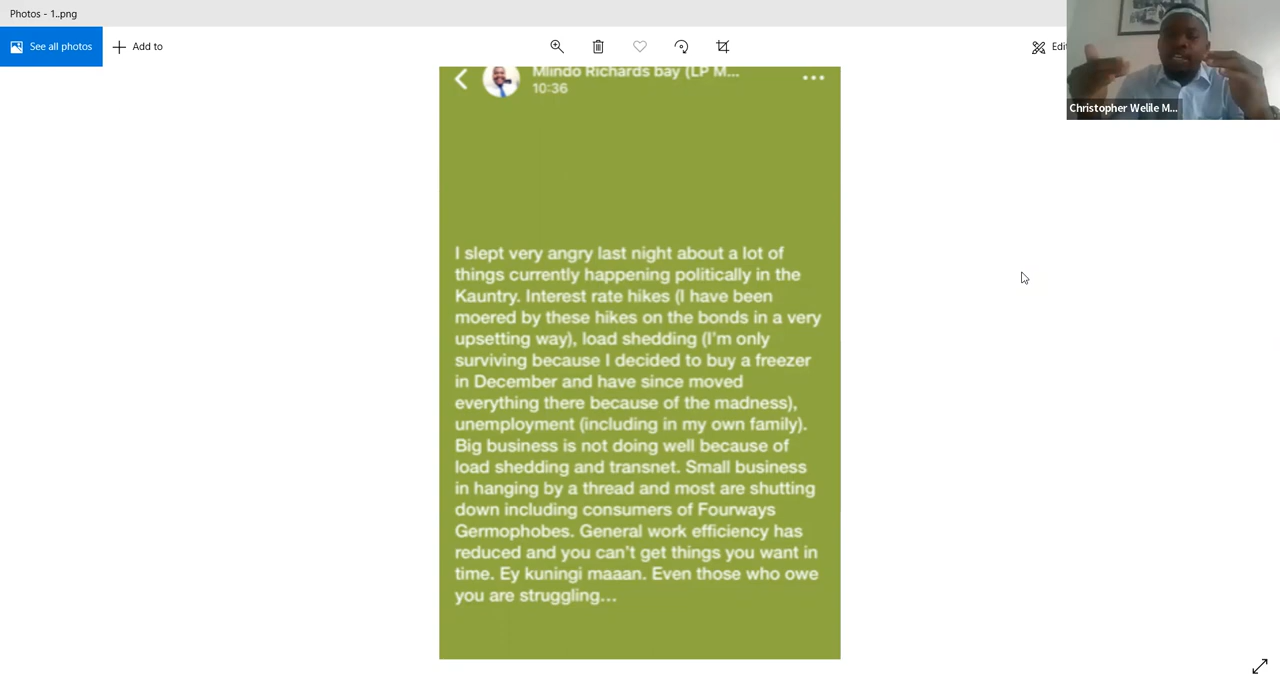 Photos - 1..png
See all photos
Add to
Christopher Welile M...
Mlindo Richards bay (LP M...
10:36
I slept very angry last night about a lot of
things currently happening politically in the
Kauntry. Interest rate hikes (I have been
moered by these hikes on the bonds in a very
upsetting way), load shedding (I'm only
surviving because I decided to buy a freezer
in December and have since moved
everything there because of the madness),
unemployment (including in my own family).
Big business is not doing well because of
load shedding and transnet. Small business
in hanging by a thread and most are shutting
down including consumers of Fourways
Germophobes. General work efficiency has
reduced and you can't get things you want in
time. Ey kuningi maaan. Even those who owe
you are struggling...